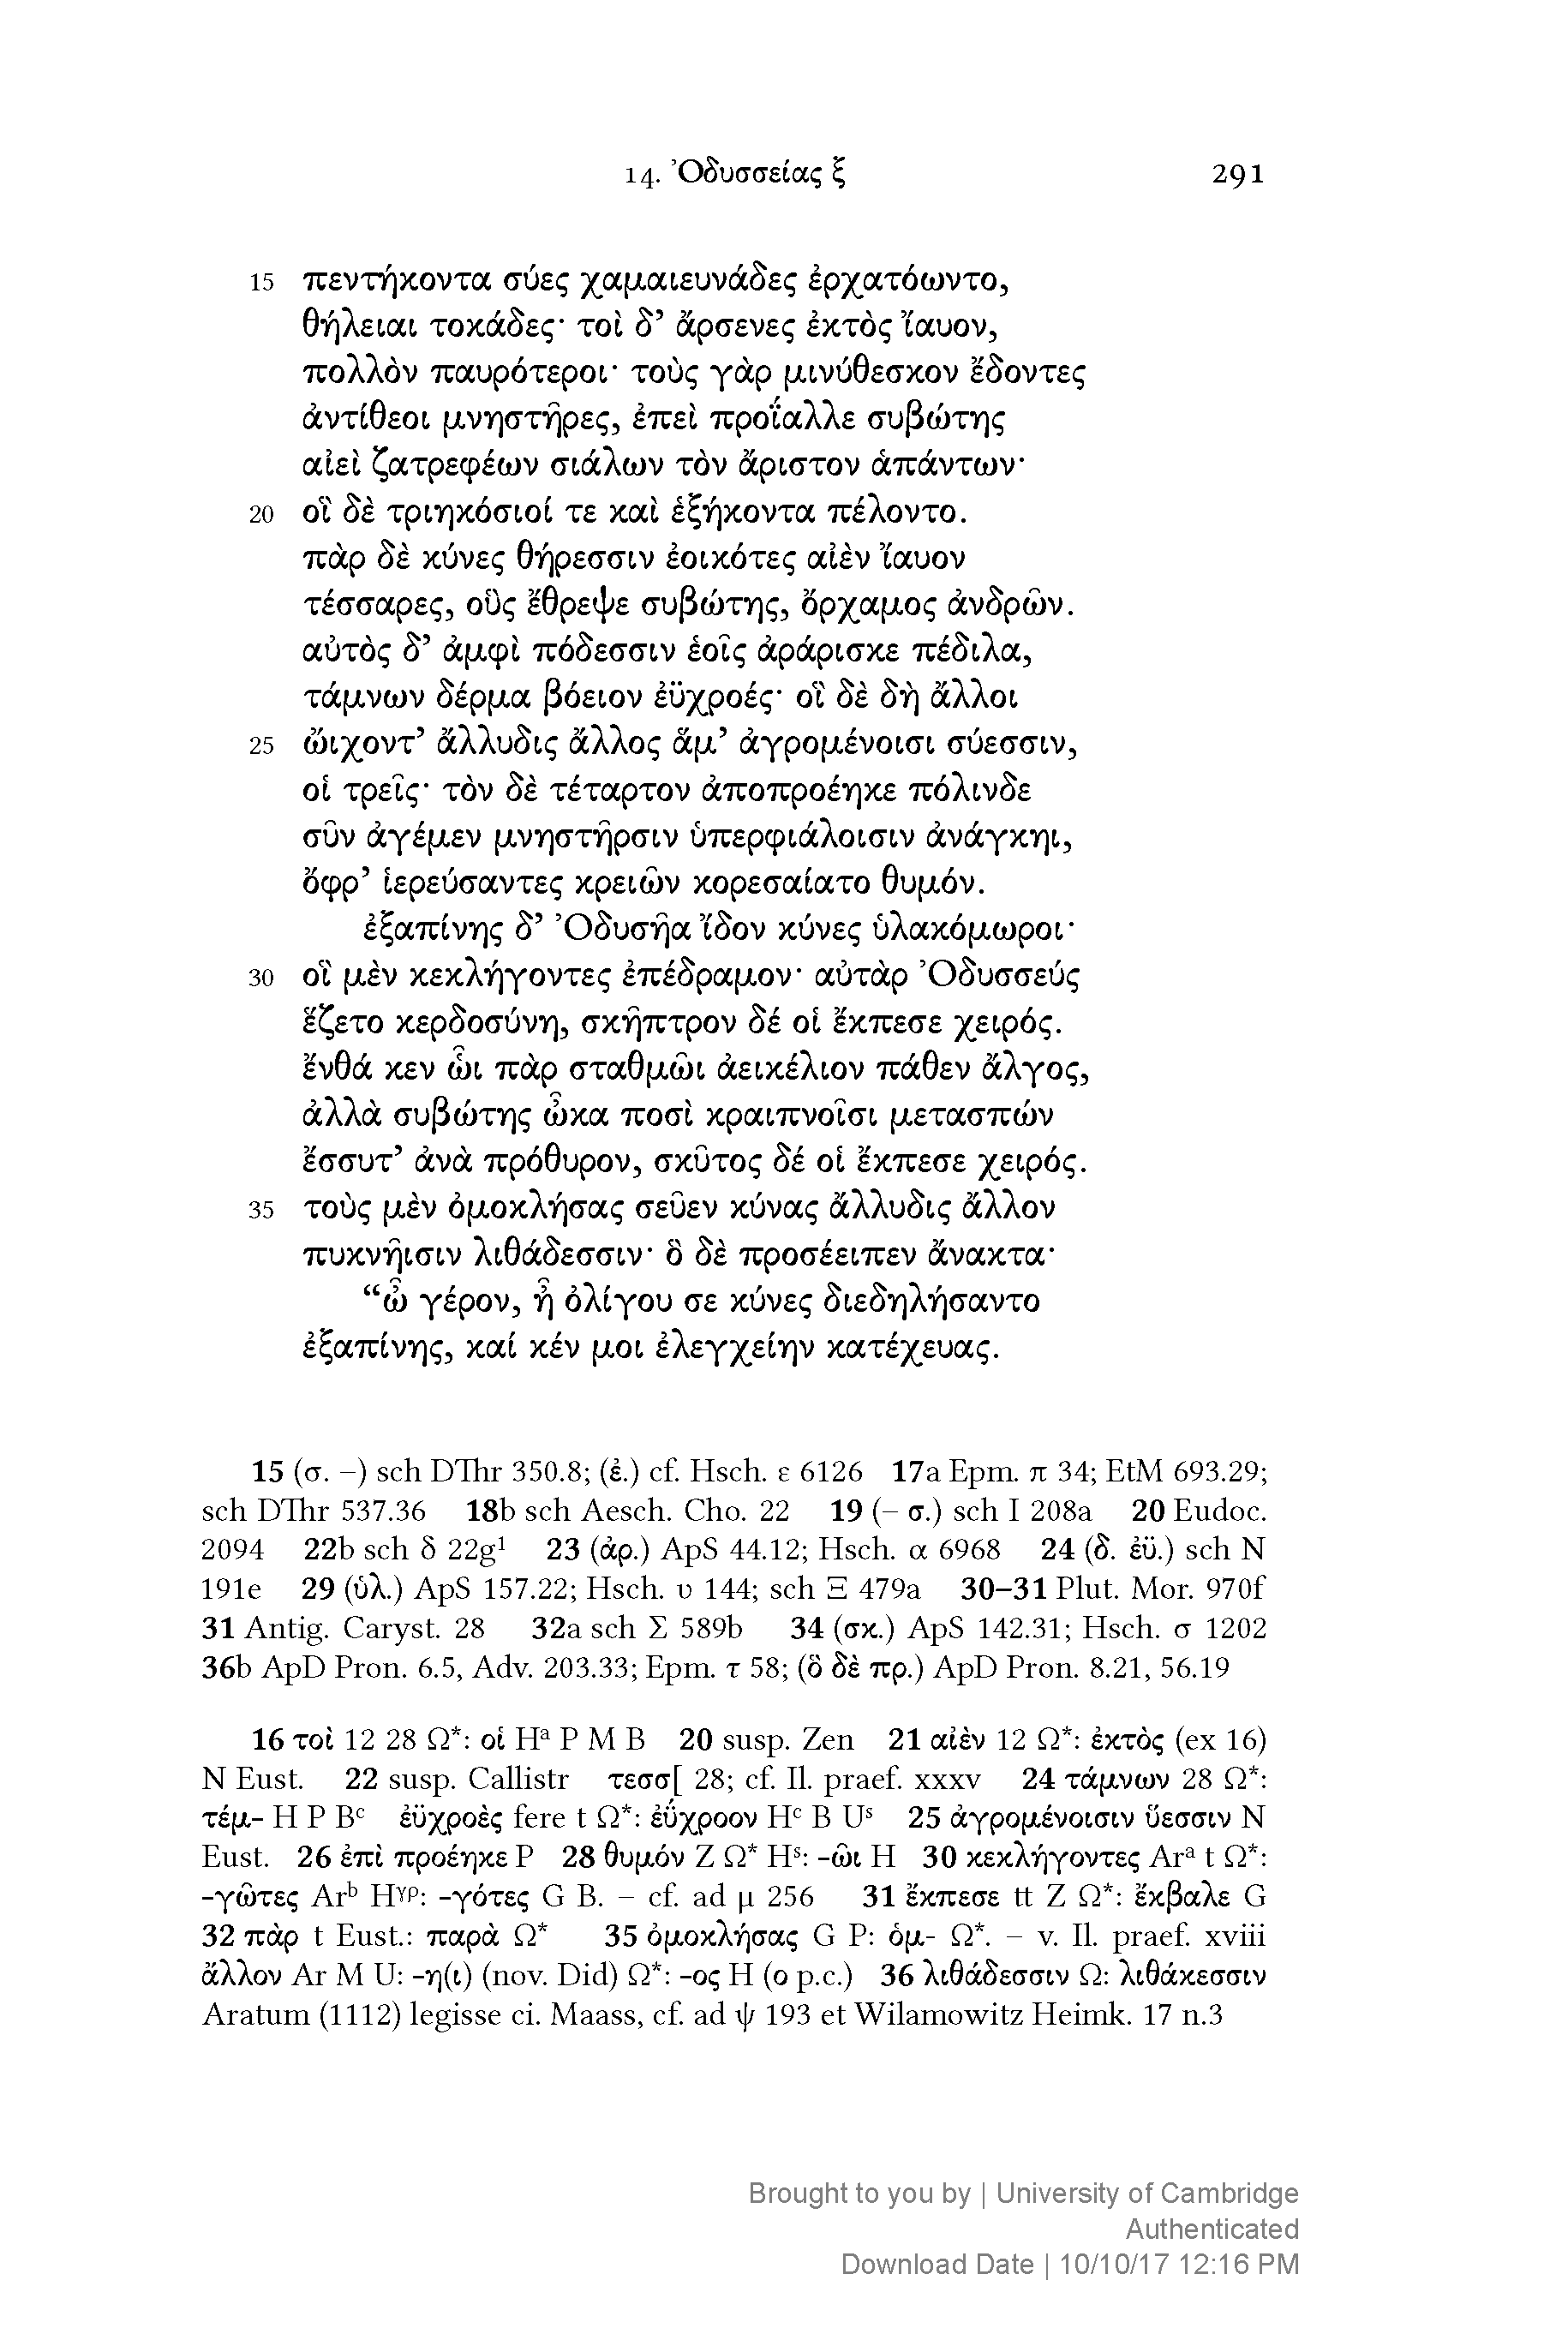 14. Ὀδυσσείας ξ 291
15 πεντήκοντα σύες χαμαιευνάδες ἐρχατόωντο,
θήλειαι τοκάδες· τοὶ δ’ ἄρσενες ἐκτὸς ἴαυον,
πολλὸν παυρότεροι· τοὺς γὰρ μινύθεσκον ἔδοντες
ἀντίθεοι μνηστῆρες, ἐπεὶ προΐαλλε συβώτης
αἰεὶ ζατρεφέων σιάλων τὸν ἄριστον ἁπάντων·
20 οἳ δὲ τριηκόσιοί τε καὶ ἑξήκοντα πέλοντο.
πὰρ δὲ κύνες θήρεσσιν ἐοικότες αἰὲν ἴαυον
τέσσαρες, οὓς ἔθρεψε συβώτης, ὄρχαμος ἀνδρῶν.
αὐτὸς δ’ ἀμφὶ πόδεσσιν ἑοῖς ἀράρισκε πέδιλα,
τάμνων δέρμα βόειον ἐϋχροές· οἳ δὲ δὴ ἄλλοι
25 ὤιχοντ’ ἄλλυδις ἄλλος ἅμ’ ἀγρομένοισι σύεσσιν,
οἱ τρεῖς· τὸν δὲ τέταρτον ἀποπροέηκε πόλινδε
σῦν ἀγέμεν μνηστῆρσιν ὑπερφιάλοισιν ἀνάγκηι,
ὄφρ’ ἱερεύσαντες κρειῶν κορεσαίατο θυμόν.
ἐξαπίνης δ’ Ὀδυσῆα ἴδον κύνες ὑλακόμωροι·
30 οἳ μὲν κεκλήγοντες ἐπέδραμον· αὐτὰρ Ὀδυσσεύς
ἕζετο κερδοσύνη, σκῆπτρον δέ οἱ ἔκπεσε χειρός.
ἔνθά κεν ὧι πὰρ σταθμῶι ἀεικέλιον πάθεν ἄλγος,
ἀλλὰ συβώτης ὦκα ποσὶ κραιπνοῖσι μετασπών
ἔσσυτ’ ἀνὰ πρόθυρον, σκῦτος δέ οἱ ἔκπεσε χειρός.
35 τοὺς μὲν ὀμοκλήσας σεῦεν κύνας ἄλλυδις ἄλλον
πυκνῆισιν λιθάδεσσιν· ὃ δὲ προσέειπεν ἄνακτα·
“ὦ γέρον, ἦ ὀλίγου σε κύνες διεδηλήσαντο
ἐξαπίνης, καί κέν μοι ἐλεγχείην κατέχευας.
15 (σ. –) sch DThr 350.8; (ἐ.) cf. Hsch. ε 6126 17a Epm. π 34; EtM 693.29;
sch DThr 537.36 18b sch Aesch. Cho. 22 19 (– σ.) sch I 208a 20 Eudoc.
2094 22b sch δ 22g¹ 23 (ἀρ.) ApS 44.12; Hsch. α 6968 24 (δ. ἐϋ.) sch N
191e 29 (ὑλ.) ApS 157.22; Hsch. υ 144; sch Ξ 479a 30–31 Plut. Mor. 970f
31 Antig. Caryst. 28 32a sch Σ 589b 34 (σκ.) ApS 142.31; Hsch. σ 1202
36b ApD Pron. 6.5, Adv. 203.33; Epm. τ 58; (ὃ δὲ πρ.) ApD Pron. 8.21, 56.19
16 τοὶ 12 28 Ω*: οἱ Hᵃ P M B 20 susp. Zen 21 αἰὲν 12 Ω*: ἐκτὸς (ex 16)
N Eust. 22 susp. Callistr τεσσ[ 28; cf. Il. praef. xxxv 24 τάμνων 28 Ω*:
τέμ- H P Bᶜ ἐϋχροὲς fere t Ω*: ἐΰχροον Hᶜ B Uˢ 25 ἀγρομένοισιν ὕεσσιν N
Eust. 26 ἐπὶ προέηκε P 28 θυμόν Z Ω* Hˢ: -ῶι H 30 κεκλήγοντες Arᵃ t Ω*:
-γῶτες Arᵇ Hᵞᵖ: -γότες G B. – cf. ad μ 256 31 ἔκπεσε tt Z Ω*: ἔκβαλε G
32 πὰρ t Eust.: παρὰ Ω* 35 ὀμοκλήσας G P: ὁμ- Ω*. – v. Il. praef. xviii
ἄλλον Ar M U: -η(ι) (nov. Did) Ω*: -ος H (ο p.c.) 36 λιθάδεσσιν Ω: λιθάκεσσιν
Aratum (1112) legisse ci. Maass, cf. ad ψ 193 et Wilamowitz Heimk. 17 n.3
Brought to you by | University of Cambridge
Authenticated
Download Date | 10/10/17 12:16 PM